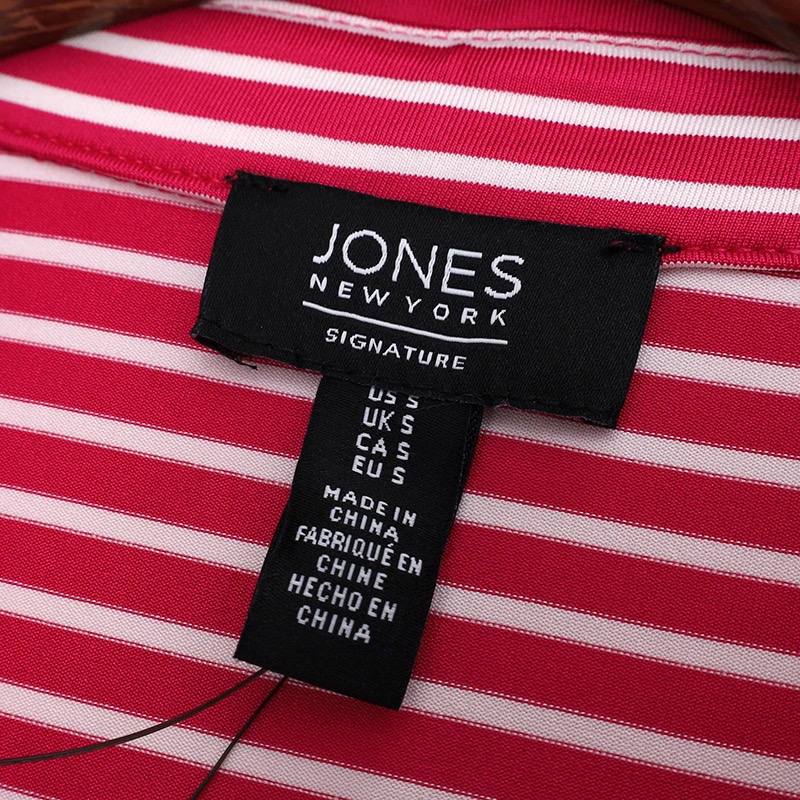 JONES
NEW YORK
SIGNATURE
US S
UK S
CA S
EU S
MADE IN
CHINA
FABRIQUÉ EN
CHINE
HECHO EN
CHINA